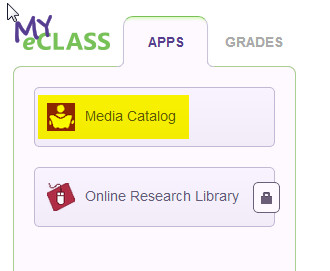 MY
eCLASS
APPS
GRADES
Media Catalog
Online Research Library